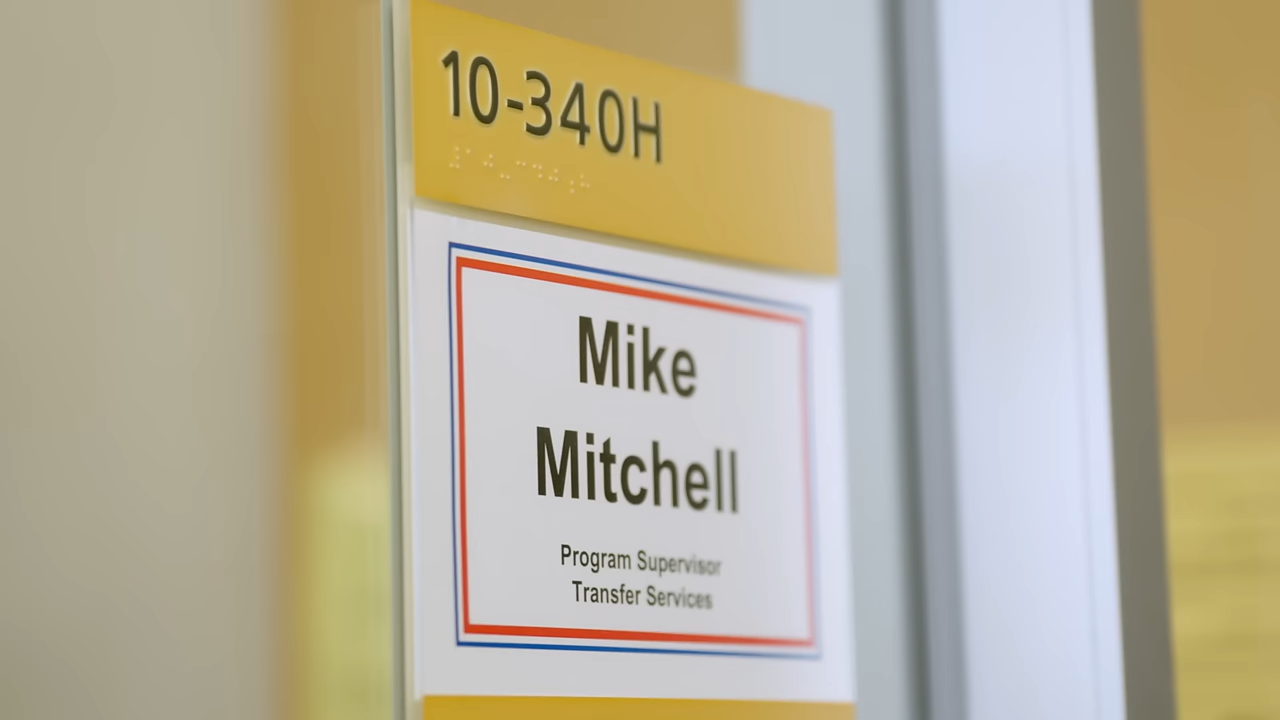 10-340H
Mike
Mitchell
Program Supervisor
Transfer Services